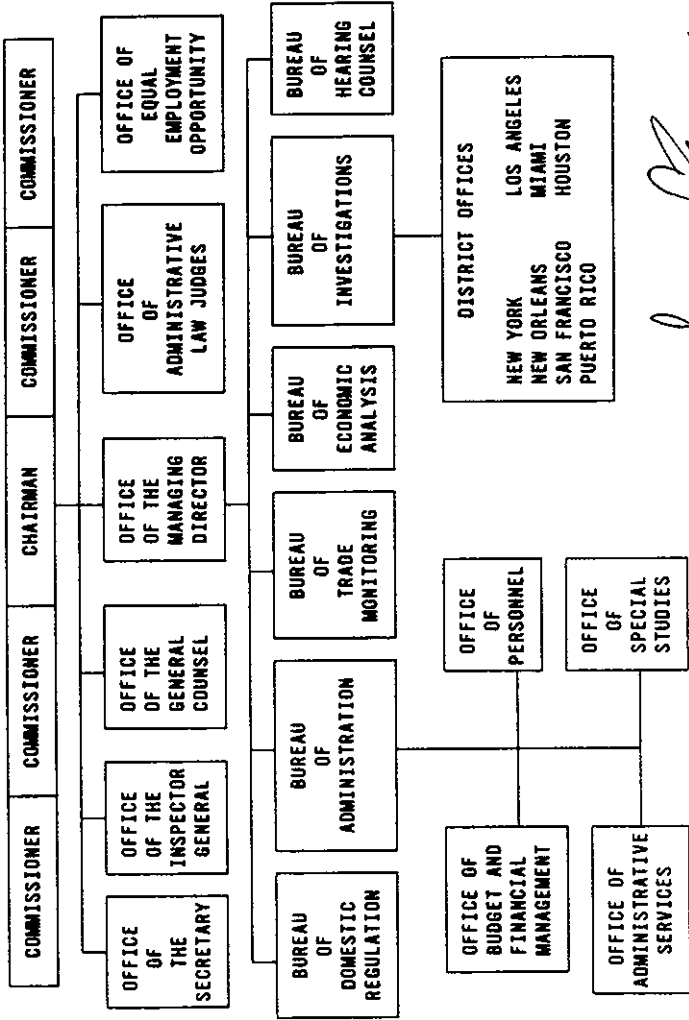 COMMISSIONER
COMMISSIONER
CHAIRMAN
COMMISSIONER
COMMISSIONER
OFFICE
OF
THE
SECRETARY
OFFICE
OF THE
INSPECTOR
GENERAL
OFFICE
OF THE
GENERAL
COUNSEL
OFFICE
OF THE
MANAGING
DIRECTOR
OFFICE
OF
ADMINISTRATIVE
LAW JUDGES
OFFICE OF
EQUAL
EMPLOYMENT
OPPORTUNITY
BUREAU
OF
DOMESTIC
REGULATION
BUREAU
OF
ADMINISTRATION
BUREAU
OF
TRADE
MONITORING
BUREAU
OF
ECONOMIC
ANALYSIS
BUREAU
OF
INVESTIGATIONS
BUREAU
OF
HEARING
COUNSEL
OFFICE OF
BUDGET AND
FINANCIAL
MANAGEMENT
OFFICE
OF
PERSONNEL
OFFICE OF
ADMINISTRATIVE
SERVICES
OFFICE
OF
SPECIAL
STUDIES
DISTRICT OFFICES
NEW YORK LOS ANGELES
NEW ORLEANS MIAMI
SAN FRANCISCO HOUSTON
PUERTO RICO